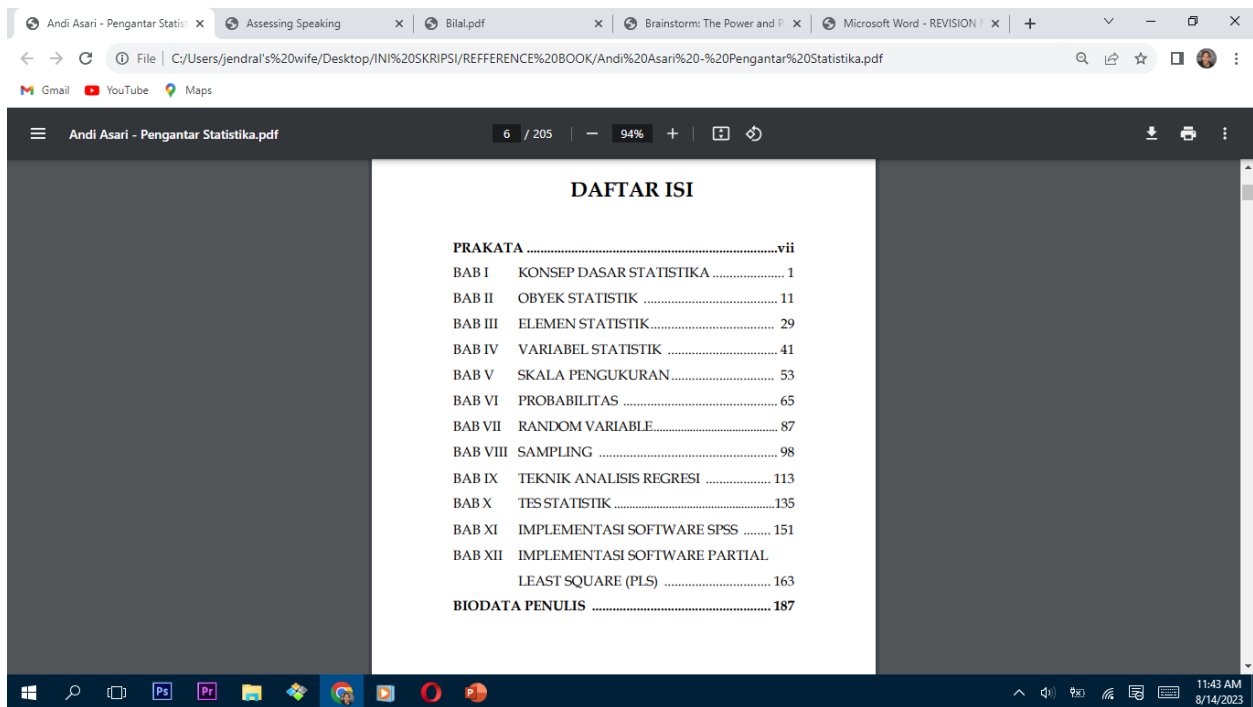 Andi Asari - Pengantar Statist
Assessing Speaking
Bilal.pdf
Brainstorm: The Power and P
Microsoft Word - REVISION
File | C:/Users/jendral's%20wife/Desktop/INI%20SKRIPSI/REFFERENCE%20BOOK/Andi%20Asari%20-%20Pengantar%20Statistika.pdf
Gmail YouTube Maps
Andi Asari - Pengantar Statistika.pdf
6 / 205 | 94%
DAFTAR ISI
PRAKATA ........................................................................vii
BAB I KONSEP DASAR STATISTIKA ..................... 1
BAB II OBYEK STATISTIK ....................................... 11
BAB III ELEMEN STATISTIK.................................... 29
BAB IV VARIABEL STATISTIK ................................ 41
BAB V SKALA PENGUKURAN.............................. 53
BAB VI PROBABILITAS ............................................. 65
BAB VII RANDOM VARIABLE............................................ 87
BAB VIII SAMPLING .................................................... 98
BAB IX TEKNIK ANALISIS REGRESI ................... 113
BAB X TES STATISTIK .......................................................135
BAB XI IMPLEMENTASI SOFTWARE SPSS ........ 151
BAB XII IMPLEMENTASI SOFTWARE PARTIAL
LEAST SQUARE (PLS) ............................... 163
BIODATA PENULIS .................................................... 187
Ps Pr
11:43 AM
8/14/2023